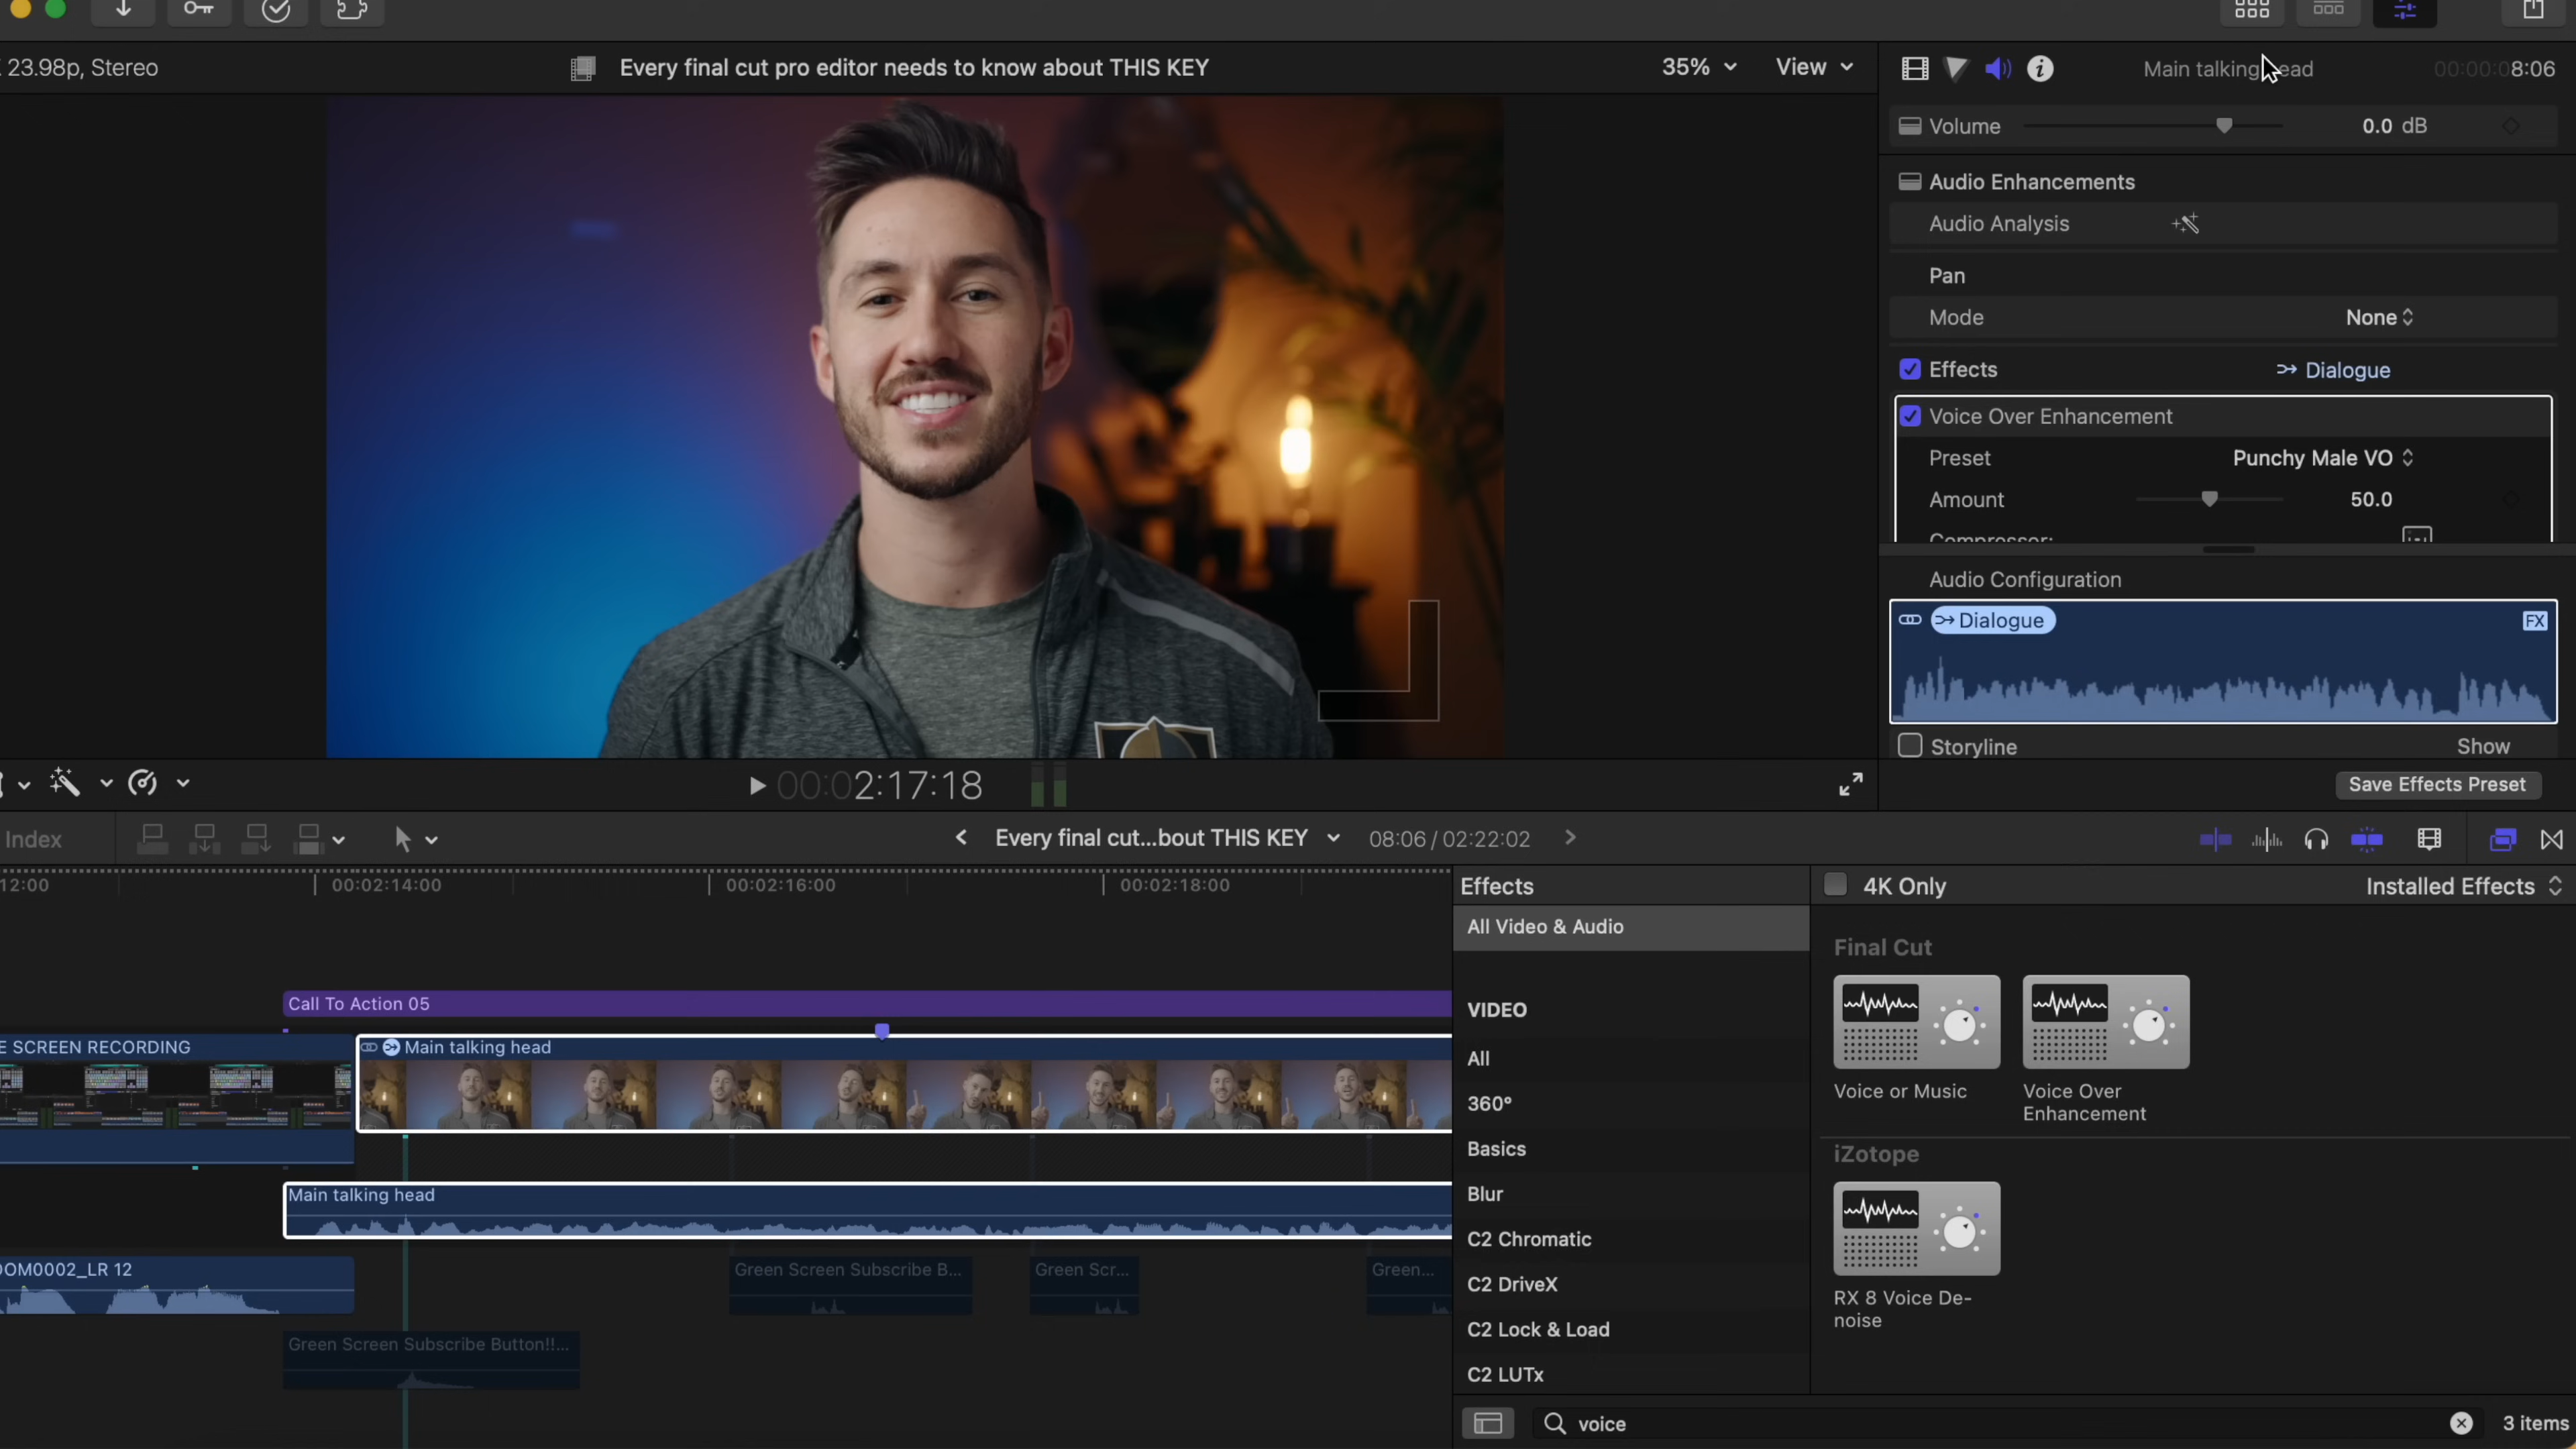 23.98p, Stereo
Every final cut pro editor needs to know about THIS KEY
35%
View
Main talking head
00:00:08:06
Volume
0.0 dB
Audio Enhancements
Audio Analysis
Pan
Mode
None
Effects
Dialogue
Voice Over Enhancement
Preset
Punchy Male VO
Amount
50.0
Compressor:
Audio Configuration
Dialogue
FX
Storyline
Show
00:02:17:18
Save Effects Preset
Index
Every final cut...bout THIS KEY
08:06 / 02:22:02
12:00
00:02:14:00
00:02:16:00
00:02:18:00
Effects
4K Only
Installed Effects
All Video & Audio
VIDEO
All
360°
Basics
Blur
C2 Chromatic
C2 DriveX
C2 Lock & Load
C2 LUTx
Final Cut
Voice or Music
Voice Over
Enhancement
iZotope
RX 8 Voice De-
noise
voice
3 items
Call To Action 05
E SCREEN RECORDING
Main talking head
Main talking head
OM0002_LR 12
Green Screen Subscribe B...
Green Scr...
Green...
Green Screen Subscribe Button!!...